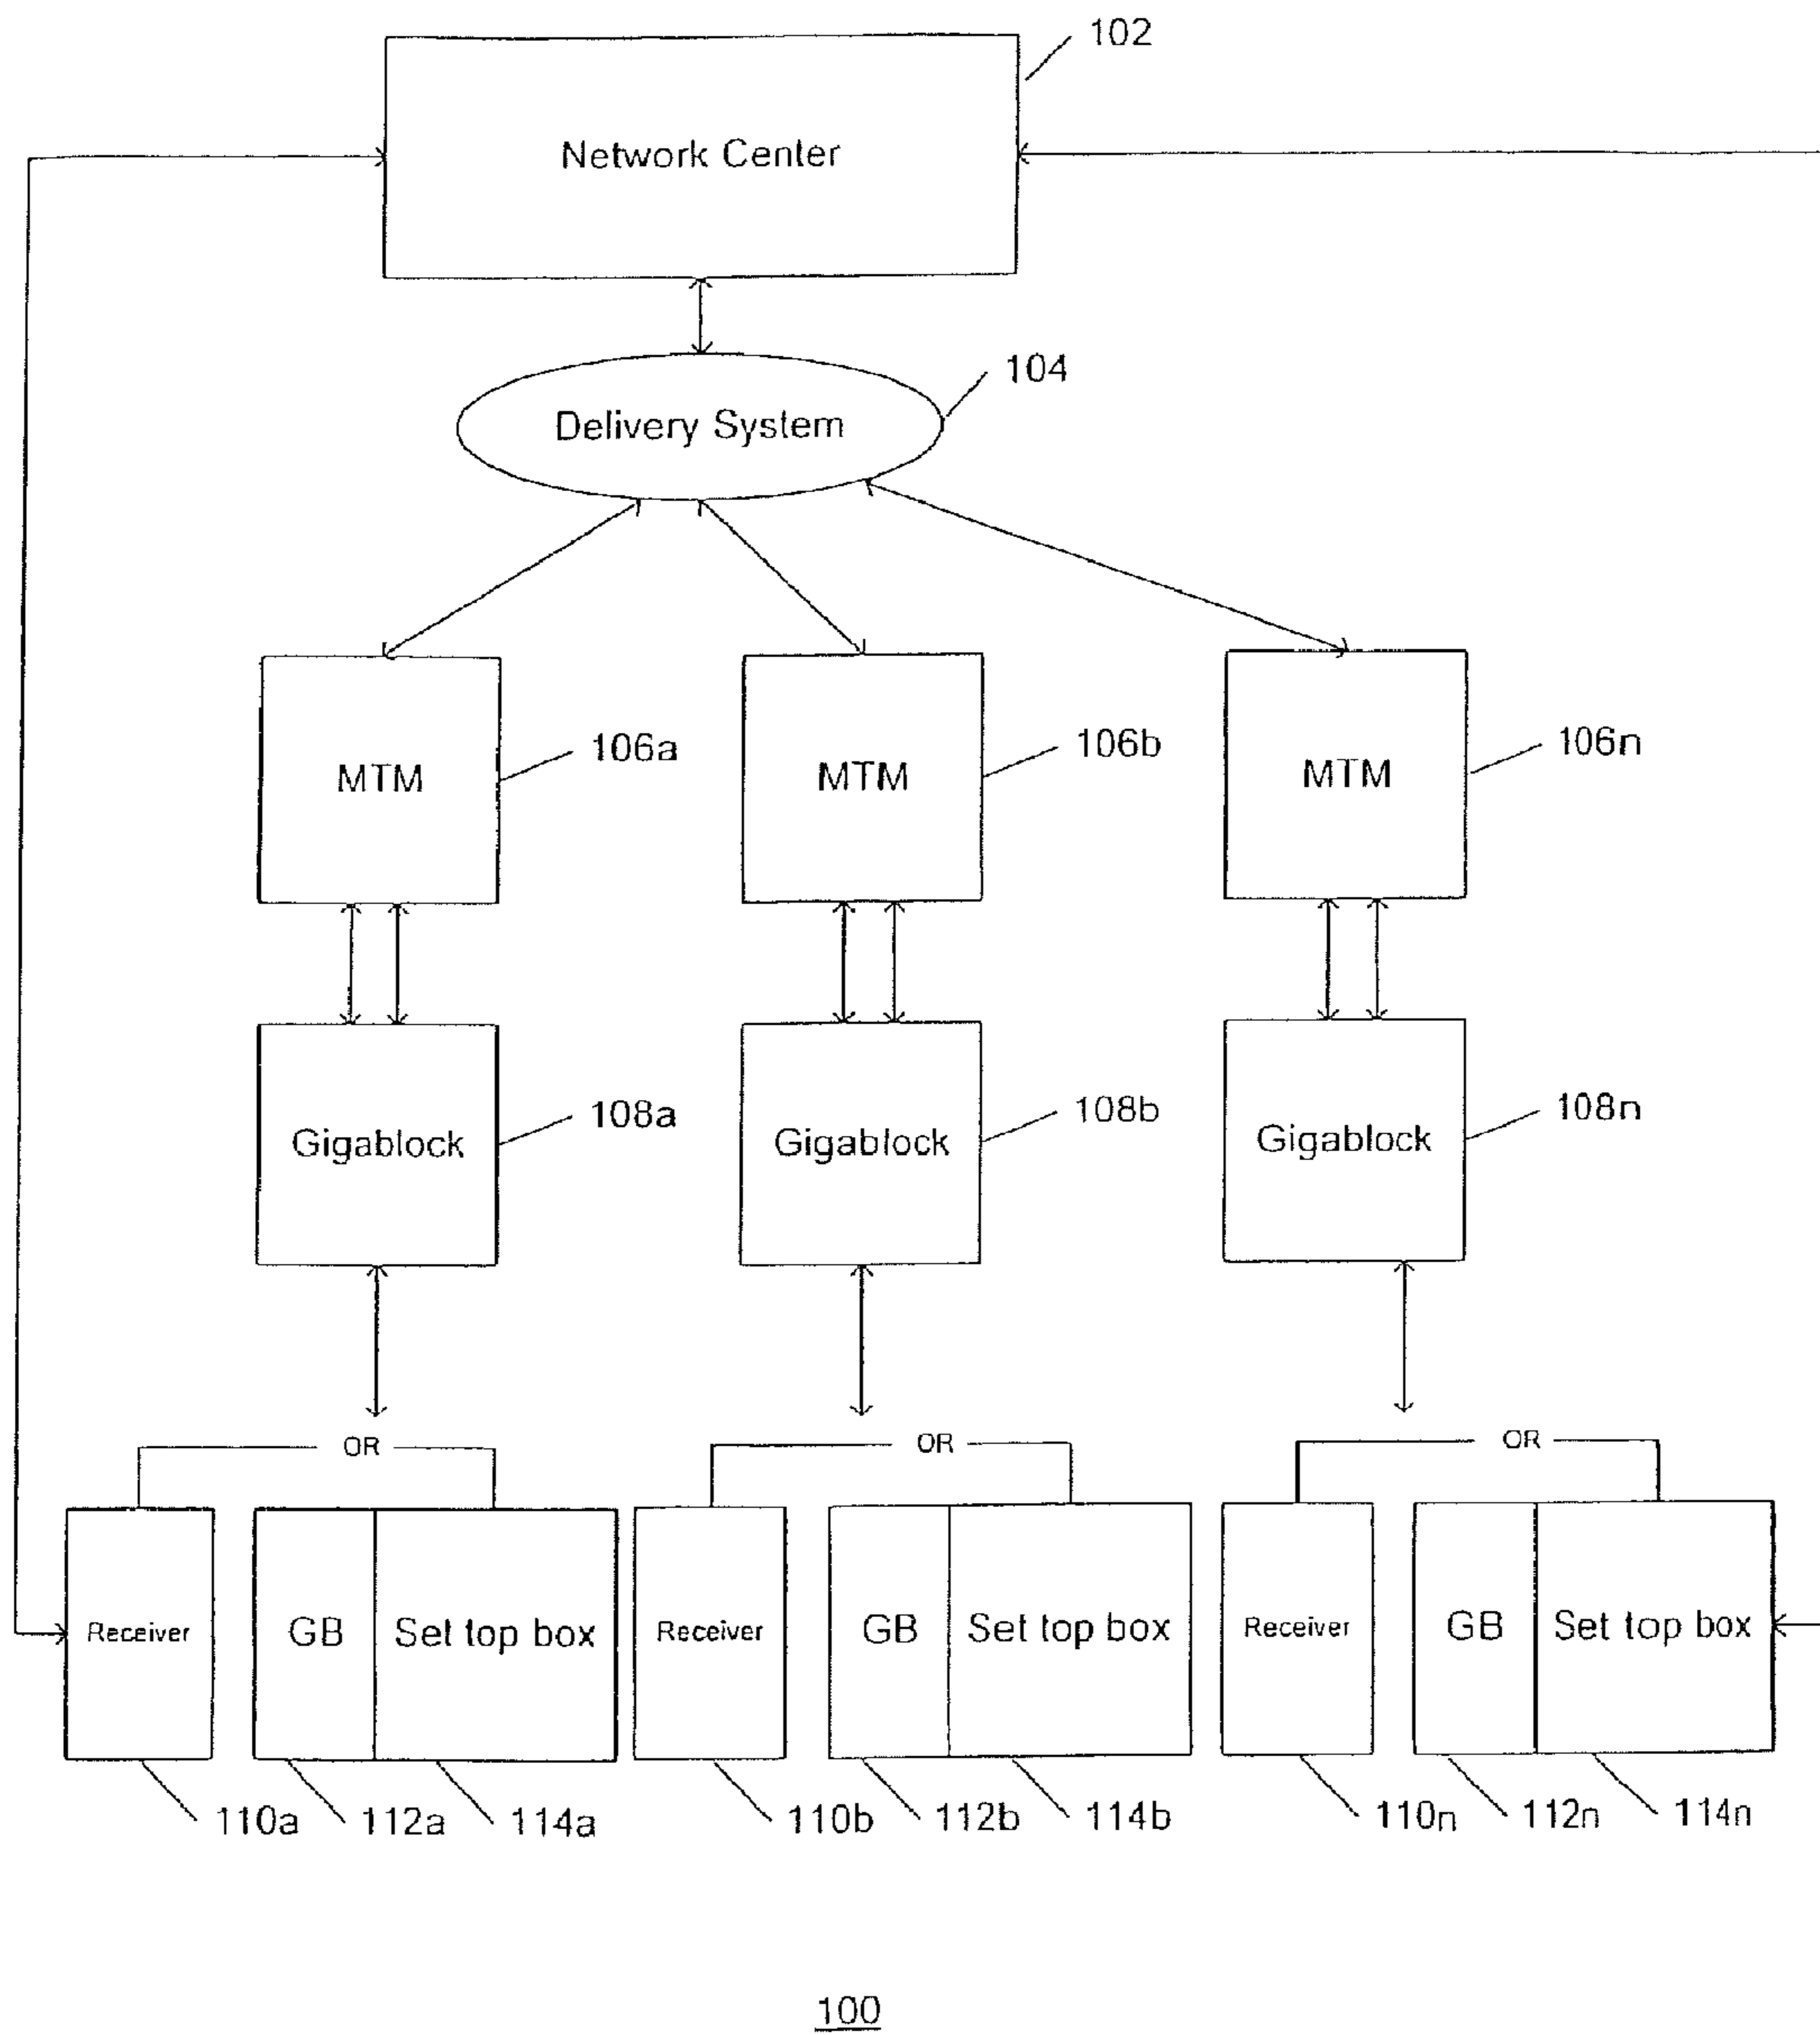 102
Network Center
104
Delivery System
106a
106b
106n
MTM
MTM
MTM
108a
108b
108n
Gigablock
Gigablock
Gigablock
OR
OR
OR
Receiver
GB
Set top box
Receiver
GB
Set top box
Receiver
GB
Set top box
110a
112a
114a
110b
112b
114b
110n
112n
114n
100